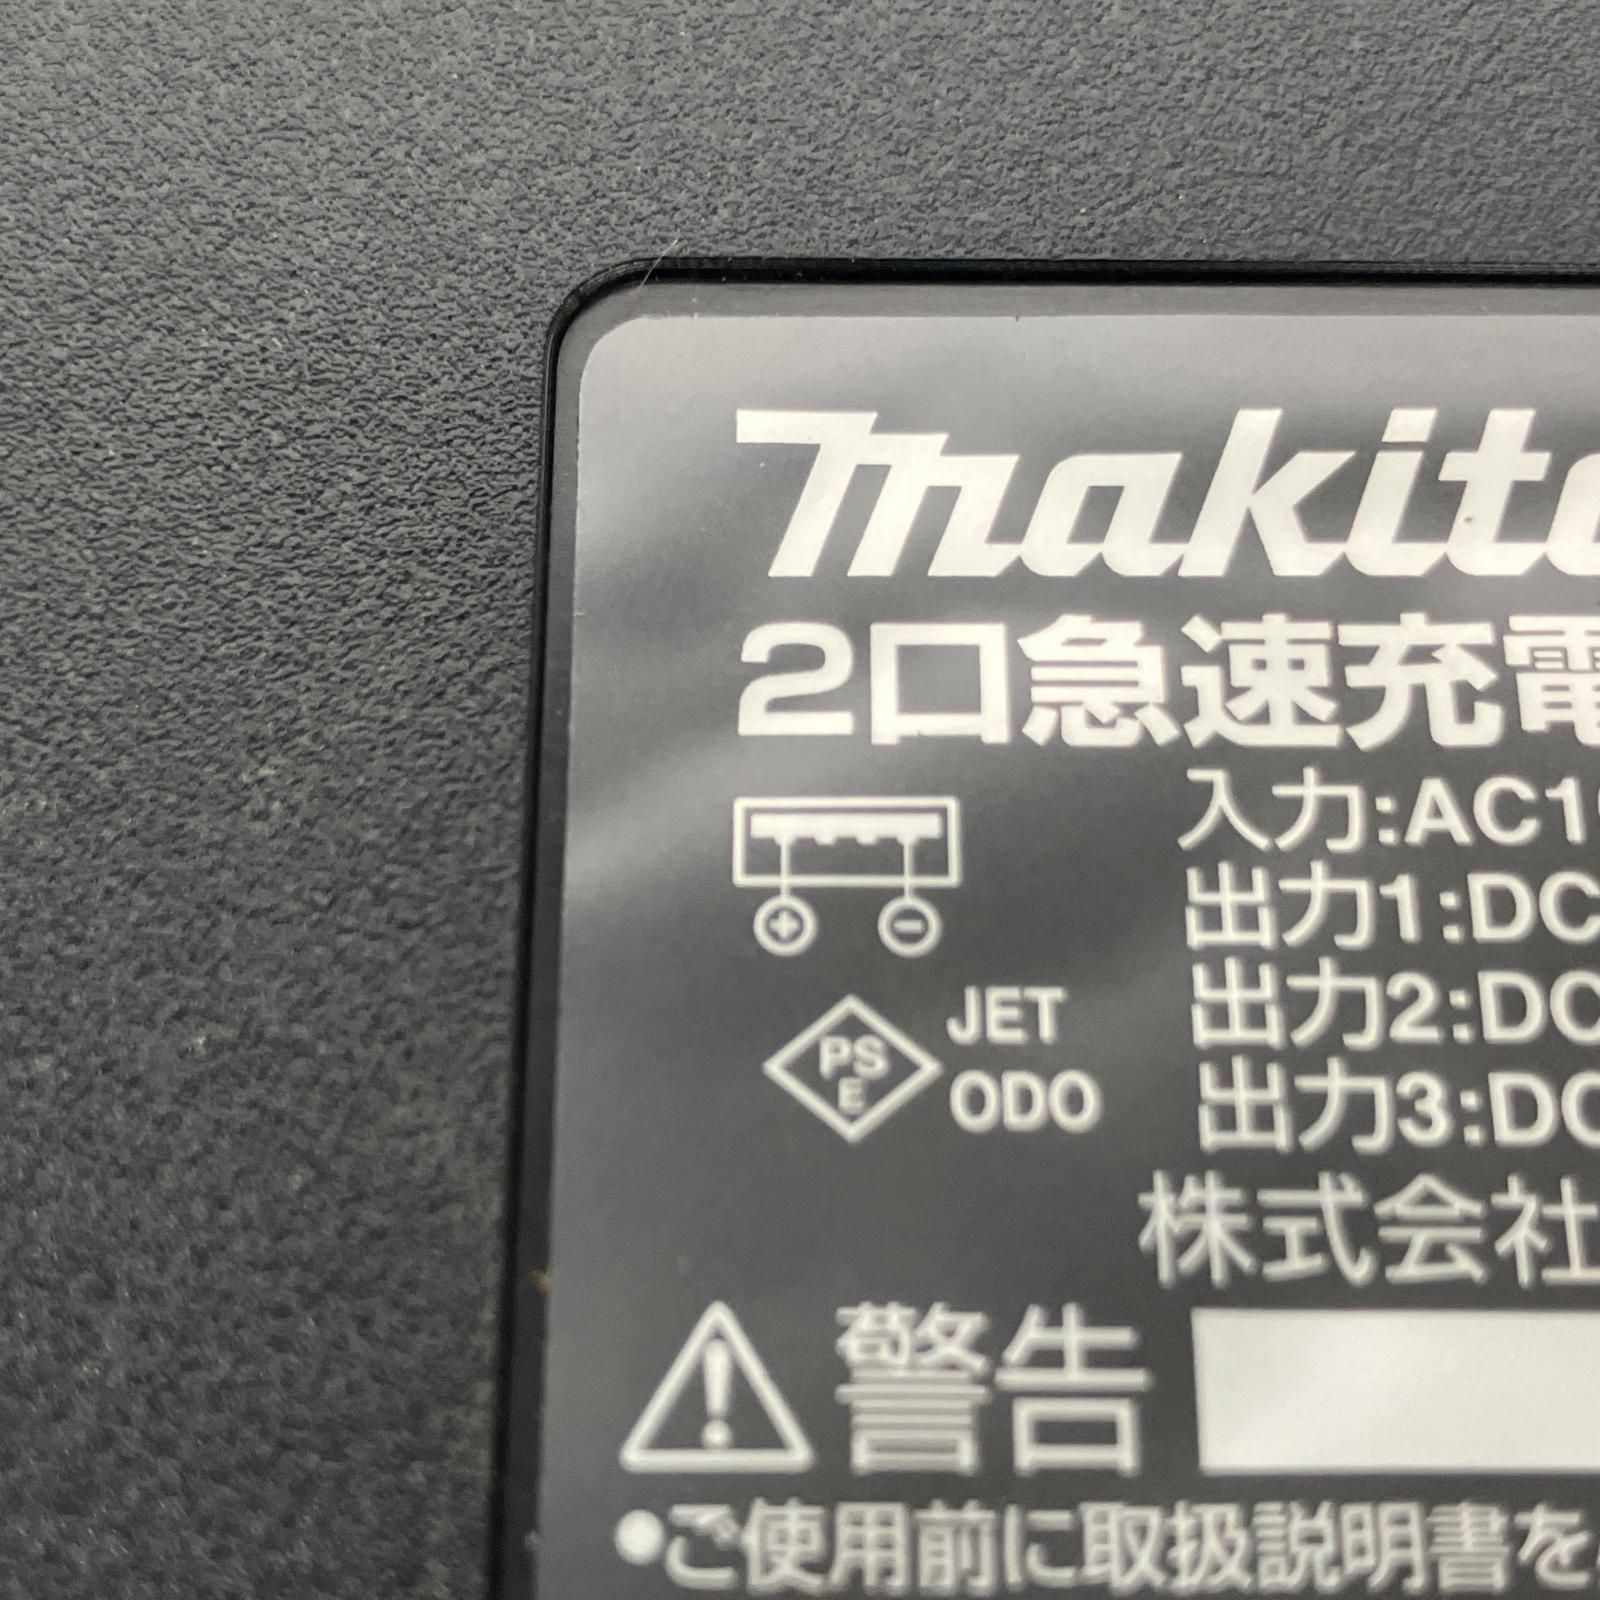 makita
2口急速充電
入力:AC10
出力1:DC
出力2:DC
出力3:DC
PS
E
JET
ODO
株式会社
警告
•ご使用前に取扱説明書を